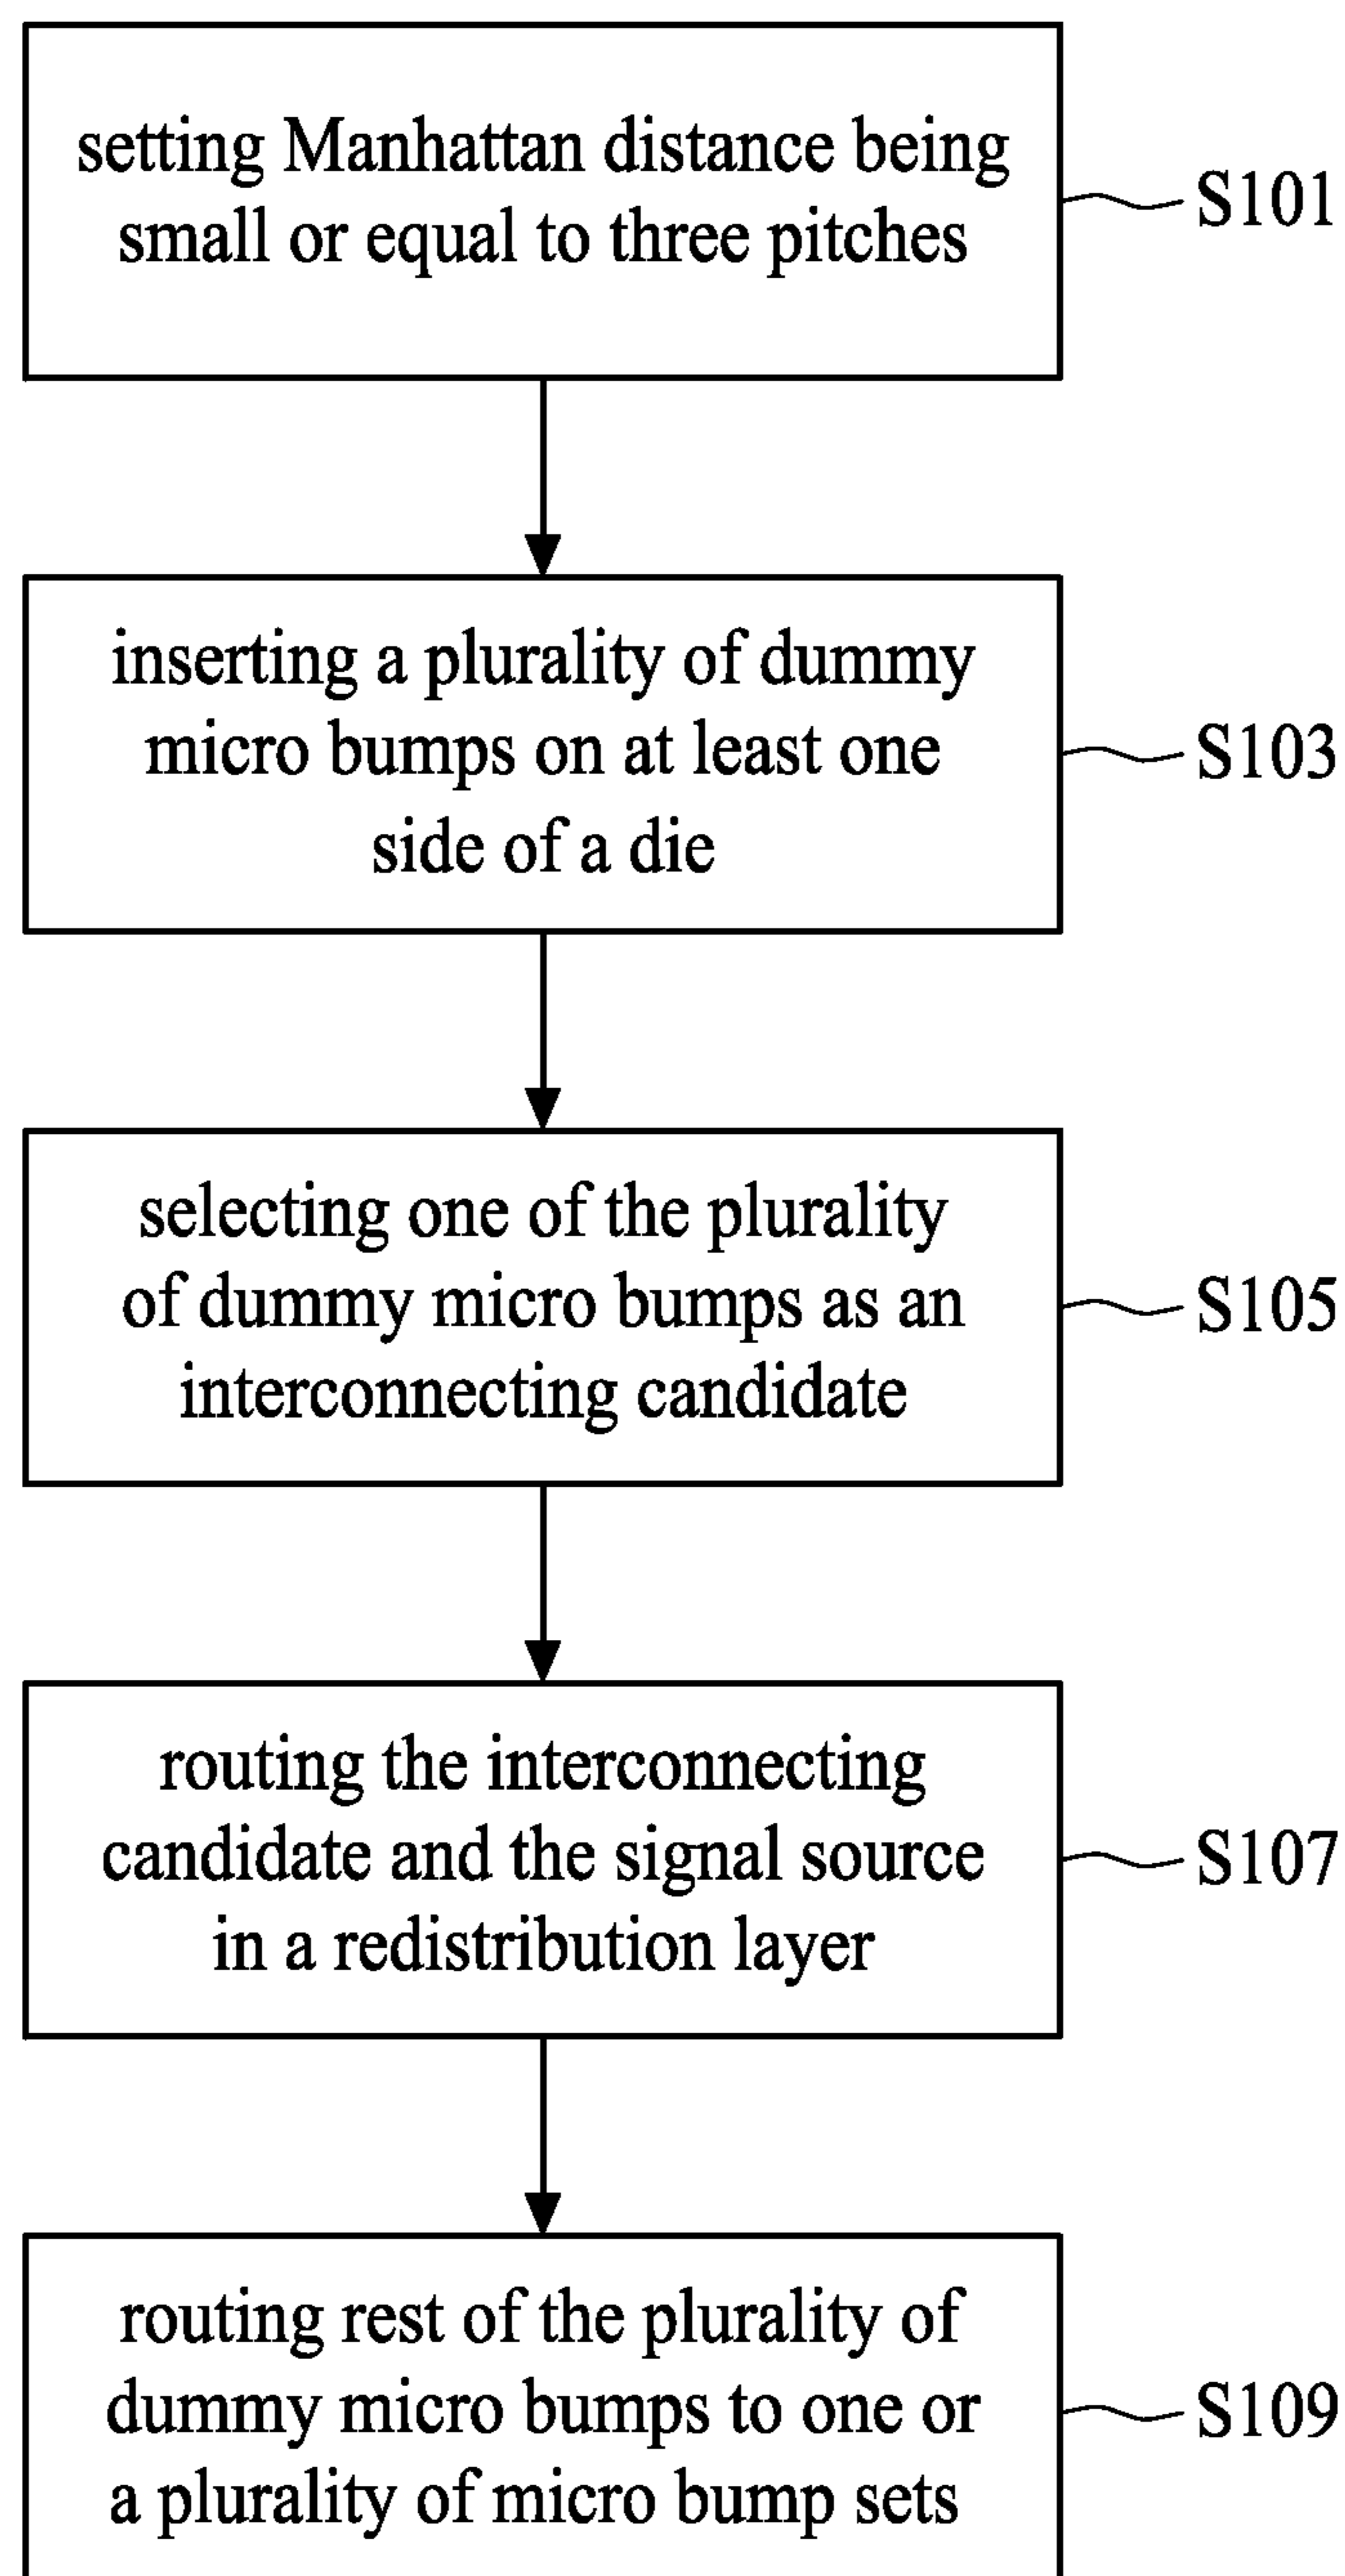 setting Manhattan distance being
small or equal to three pitches
S101
inserting a plurality of dummy
micro bumps on at least one
side of a die
S103
selecting one of the plurality
of dummy micro bumps as an
interconnecting candidate
S105
routing the interconnecting
candidate and the signal source
in a redistribution layer
S107
routing rest of the plurality of
dummy micro bumps to one or
a plurality of micro bump sets
S109